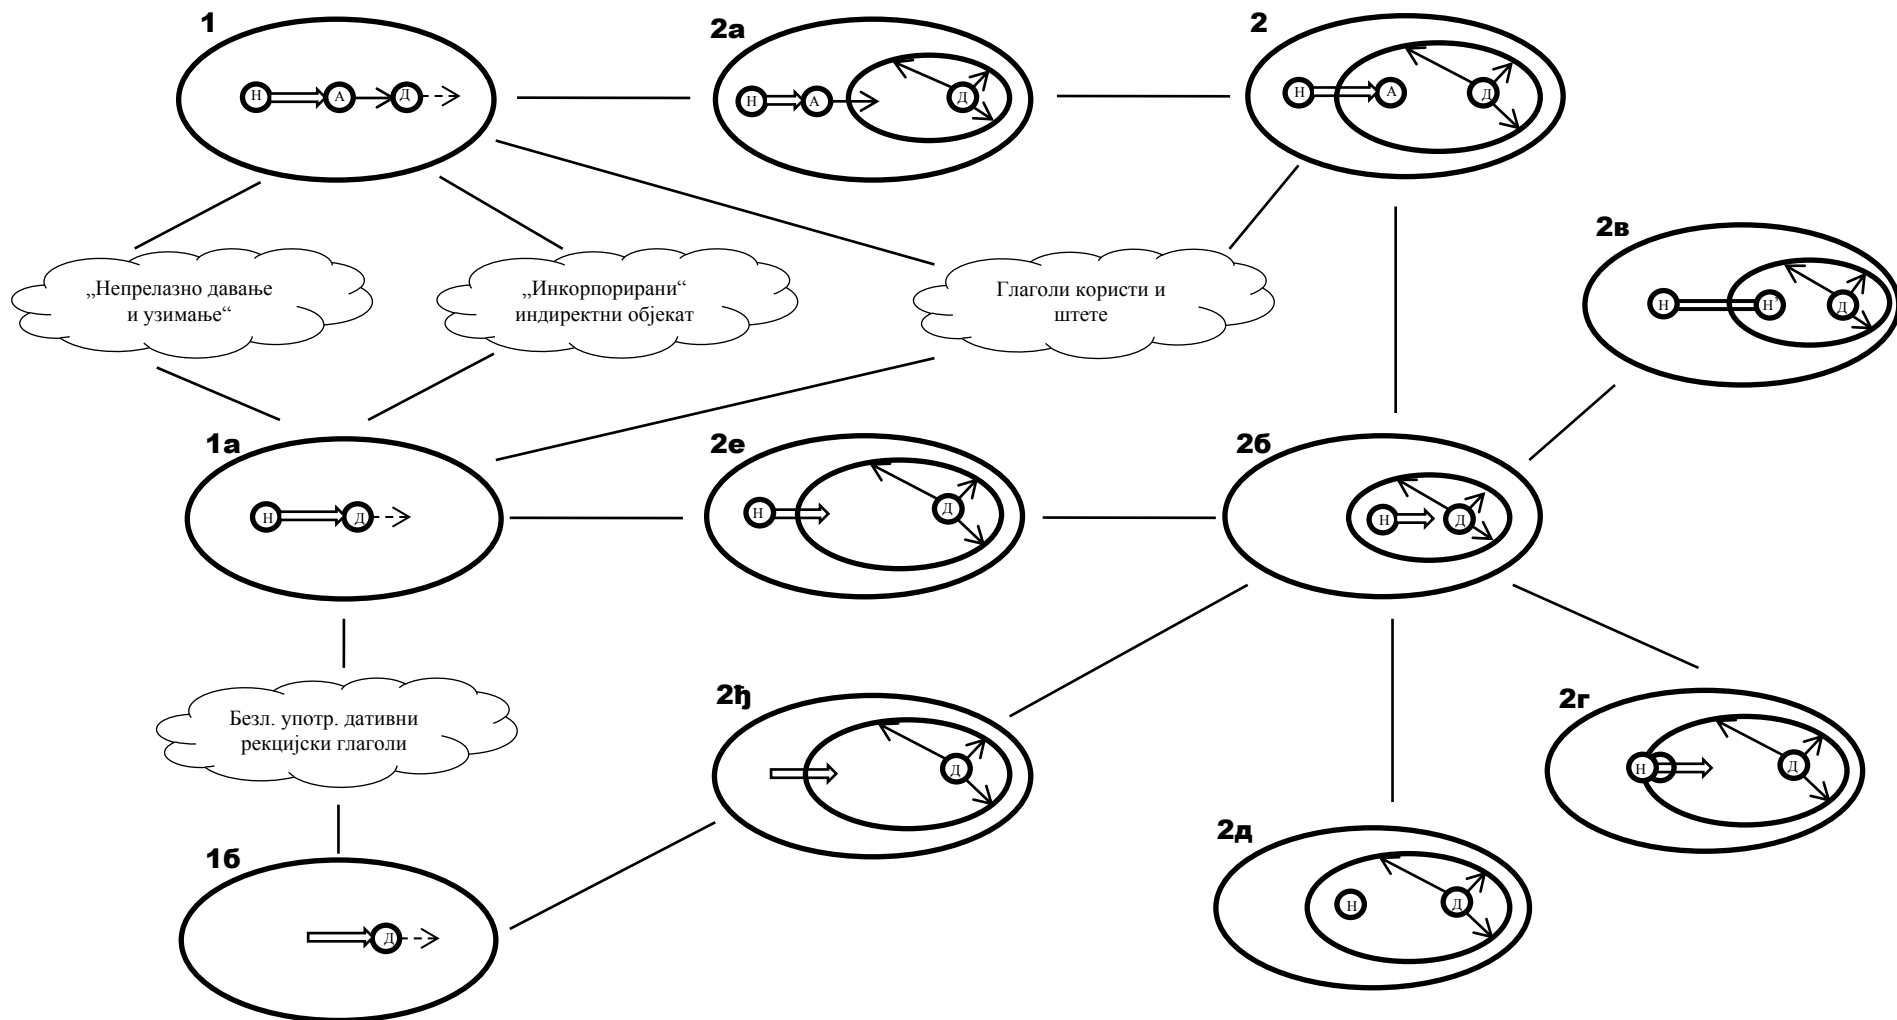 1
Н
А
Д
2а
Н
А
Д
2
Н
А
Д
2в
Н
Н’
Д
„Непрелазно давање
и узимање“
„Инкорпорирани“
индиректни објекат
Глаголи користи и
штете
1а
Н
Д
2е
Н
Д
2б
Н
Д
Безл. употр. дативни
рекцијски глаголи
2ђ
Д
2г
Н
Д
2д
Н
Д
1б
Д